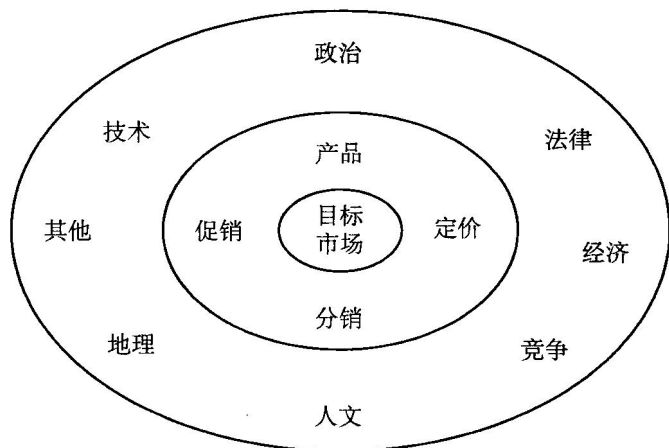 政治
技术
法律
产品
其他
促销
目标
市场
定价
经济
分销
地理
竞争
人文